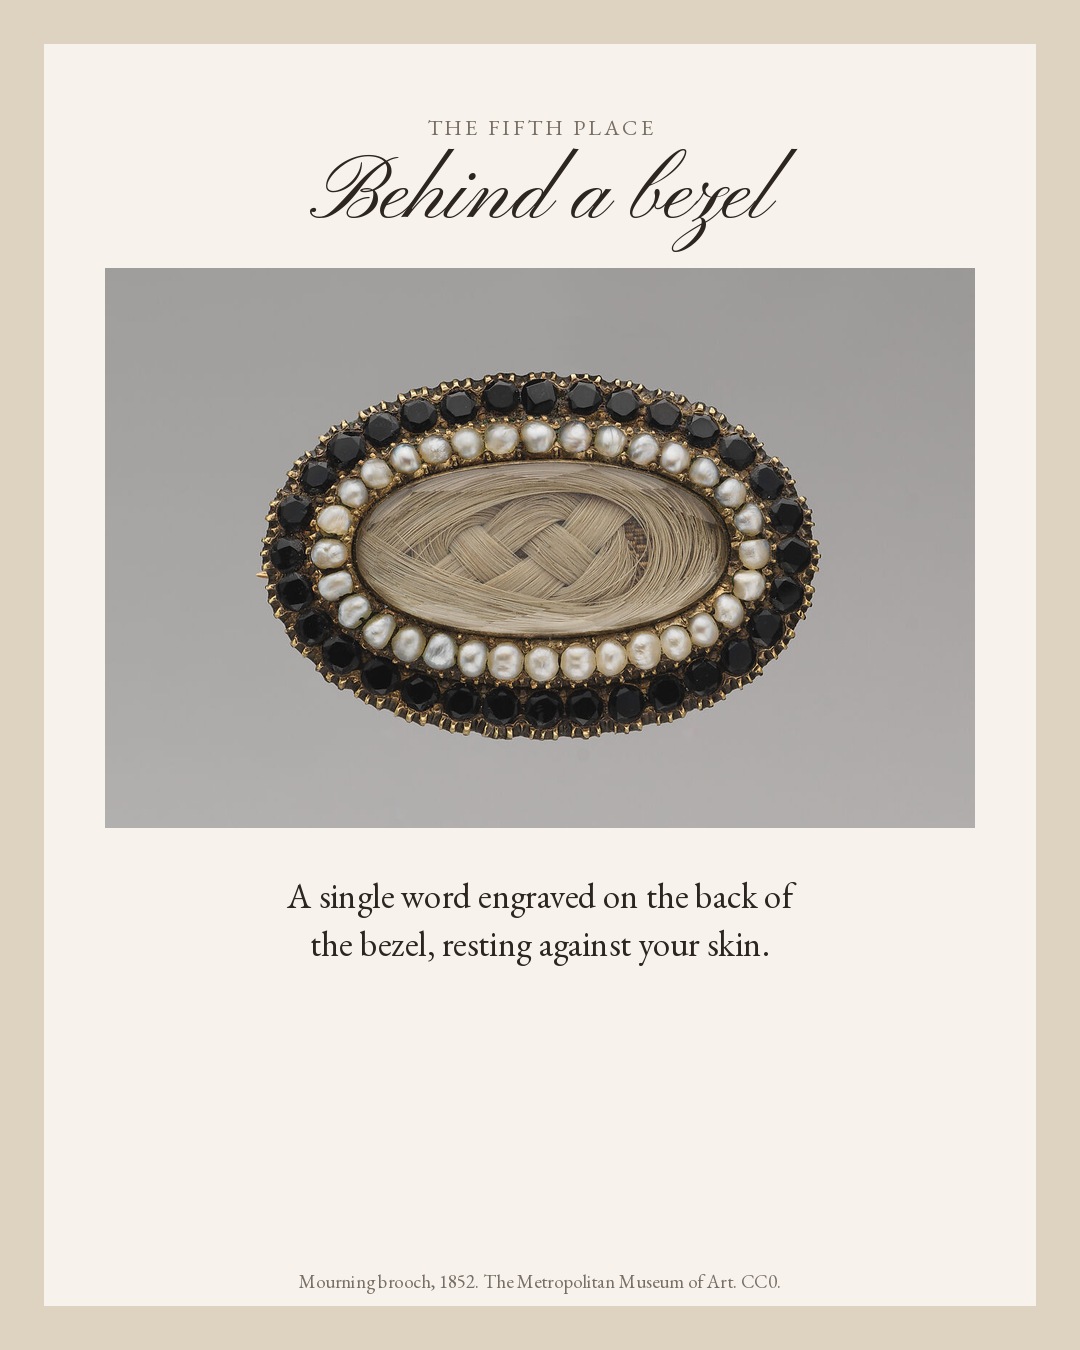 THE FIFTH PLACE
Behind a bezel
A single word engraved on the back of
the bezel, resting against your skin.
Mourning brooch, 1852. The Metropolitan Museum of Art. CC0.